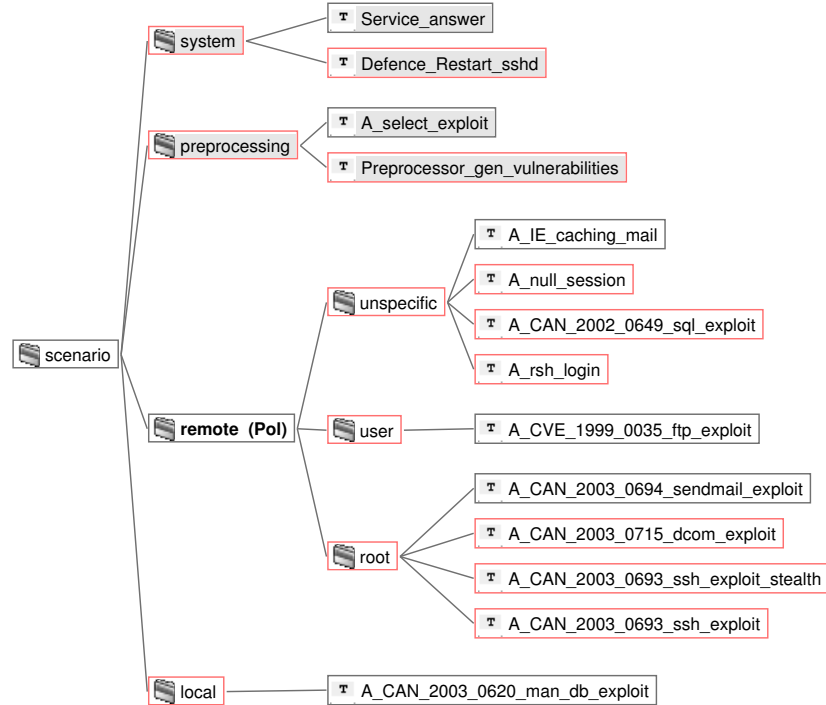 scenario
system
Service_answer
Defence_Restart_sshd
preprocessing
A_select_exploit
Preprocessor_gen_vulnerabilities
remote (Pol)
unspecific
A_IE_caching_mail
A_null_session
A_CAN_2002_0649_sql_exploit
A_rsh_login
user
A_CVE_1999_0035_ftp_exploit
root
A_CAN_2003_0694_sendmail_exploit
A_CAN_2003_0715_dcom_exploit
A_CAN_2003_0693_ssh_exploit_stealth
A_CAN_2003_0693_ssh_exploit
local
A_CAN_2003_0620_man_db_exploit